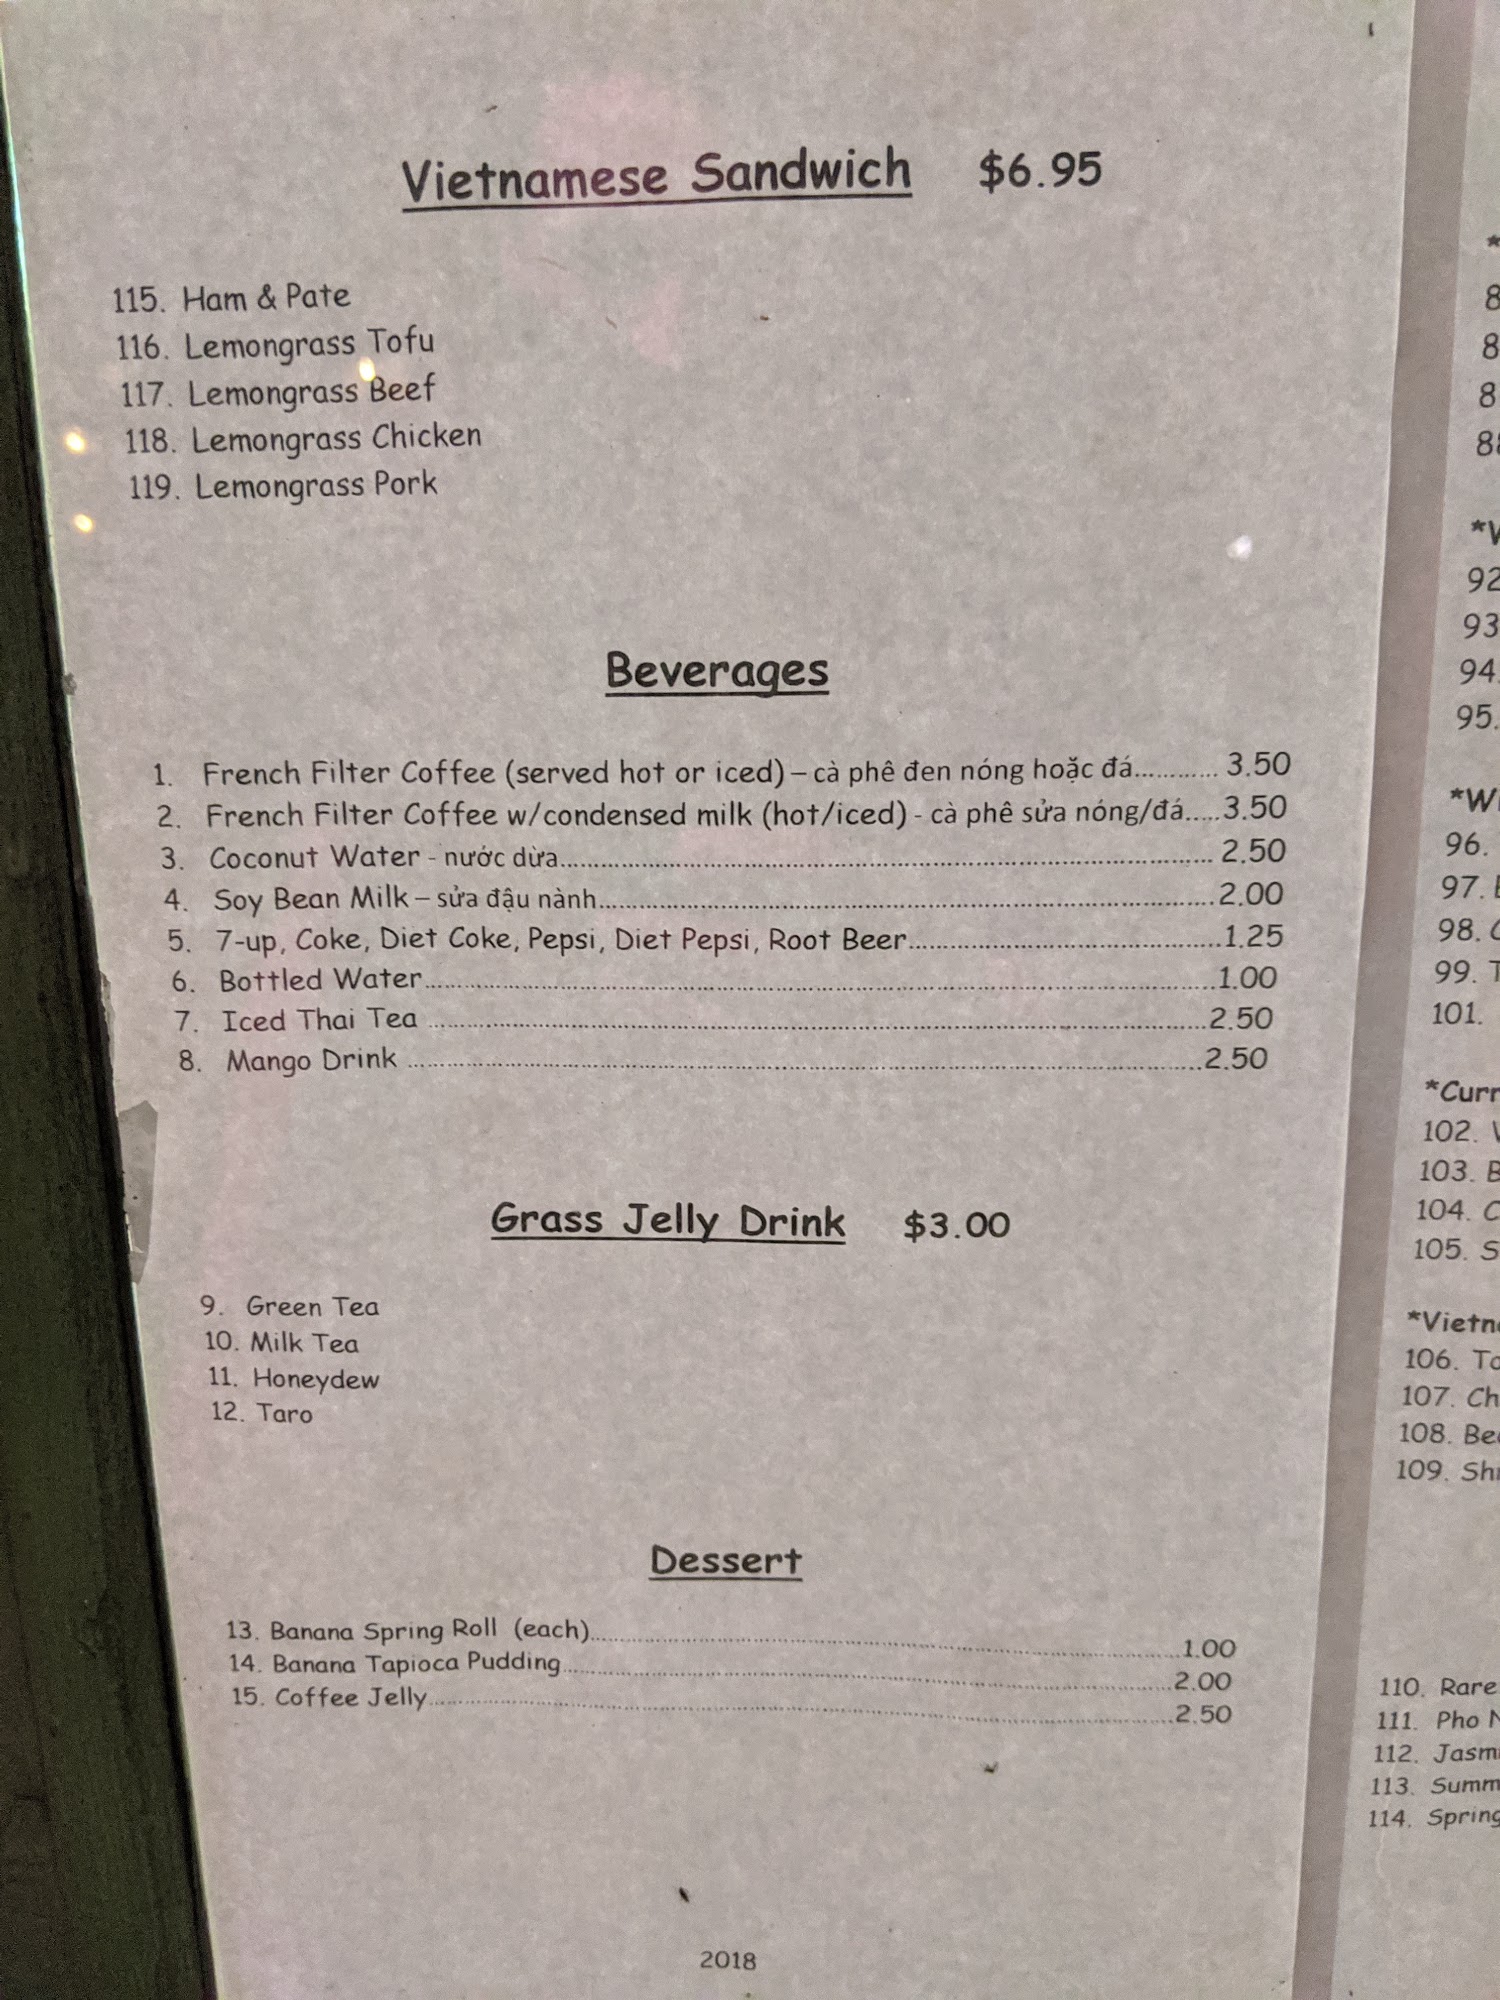 Vietnamese Sandwich $6.95
115. Ham & Pate
116. Lemongrass Tofu
117. Lemongrass Beef
118. Lemongrass Chicken
119. Lemongrass Pork
Beverages
1. French Filter Coffee (served hot or iced) – cà phê đen nóng hoặc đá............ 3.50
2. French Filter Coffee w/condensed milk (hot/iced) - cà phê sửa nóng/đá.....3.50
3. Coconut Water - nước dừa.................................................. 2.50
4. Soy Bean Milk – sửa đậu nành..................................................2.00
5. 7-up, Coke, Diet Coke, Pepsi, Diet Pepsi, Root Beer..............................1.25
6. Bottled Water..................................................1.00
7. Iced Thai Tea ..................................................2.50
8. Mango Drink ..................................................2.50
Grass Jelly Drink $3.00
9. Green Tea
10. Milk Tea
11. Honeydew
12. Taro
Dessert
13. Banana Spring Roll (each)..................................................1.00
14. Banana Tapioca Pudding..................................................2.00
15. Coffee Jelly..................................................2.50
2018
92
93
94.
95.
96.
97.
98.
99.
101.
102.
103.
104.
105.
106.
107.
108.
109.
110. Rare
111. Pho
112.
113.
114.